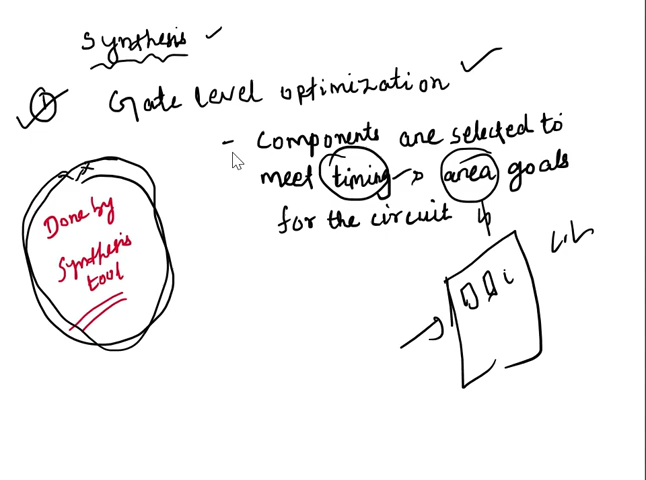 Synthesis
① Gate level optimization
- Components are selected to
meet timing -> area goals
for the circuit
Done by
Synthesis
tool